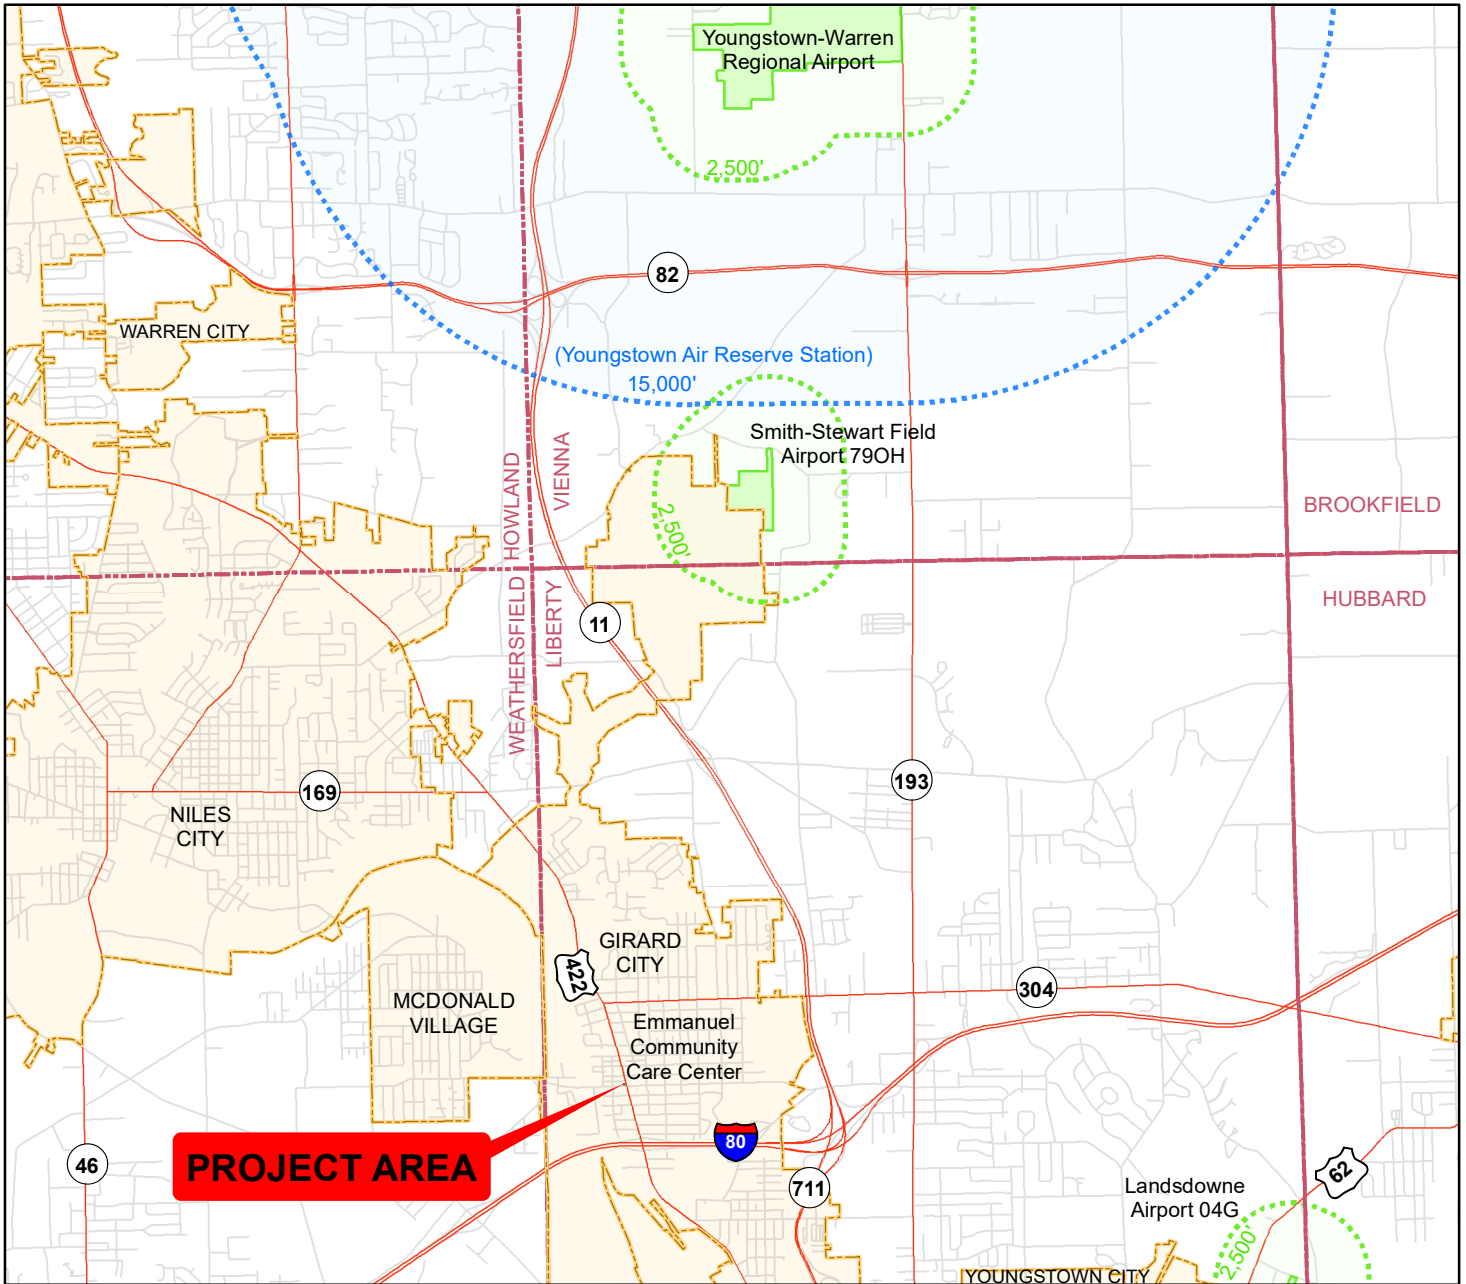 Youngstown-Warren
Regional Airport
2,500'
82
WARREN CITY
(Youngstown Air Reserve Station)
15,000'
Smith-Stewart Field
Airport 79OH
2,500'
HOWLAND
VIENNA
BROOKFIELD
WEATHERSFIELD
LIBERTY
HUBBARD
11
193
169
NILES
CITY
GIRARD
CITY
422
304
MCDONALD
VILLAGE
Emmanuel
Community
Care Center
PROJECT AREA
80
46
711
62
Landsdowne
Airport 04G
2,500'
YOUNGSTOWN CITY